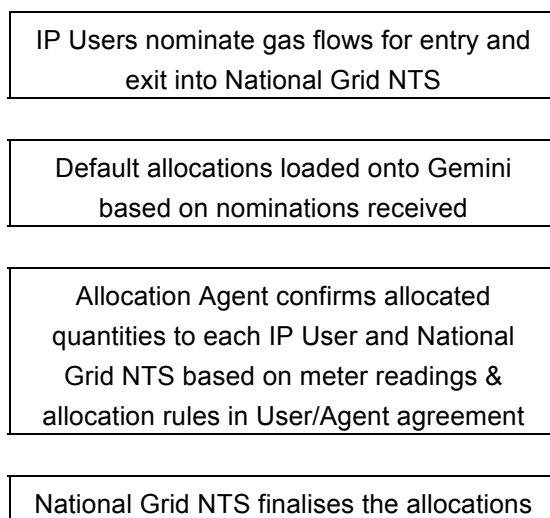 IP Users nominate gas flows for entry and
exit into National Grid NTS
Default allocations loaded onto Gemini
based on nominations received
Allocation Agent confirms allocated
quantities to each IP User and National
Grid NTS based on meter readings &
allocation rules in User/Agent agreement
National Grid NTS finalises the allocations